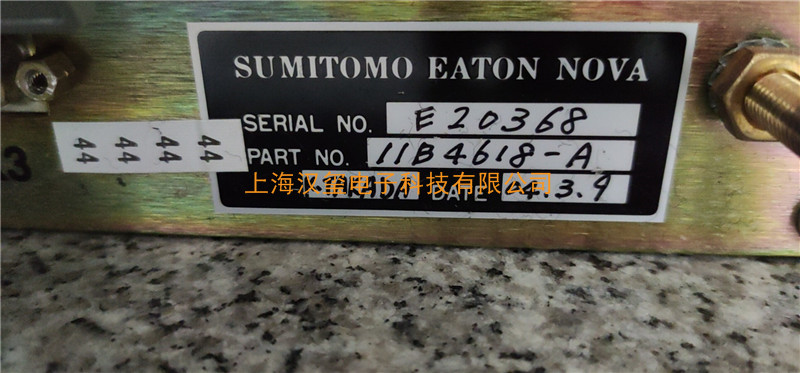 SUMITOMO EATON NOVA
SERIAL NO. E20368
44 44 44 44
PART NO. 11B4618-A
上海汉玺电子科技有限公司
DATE 04.3.9